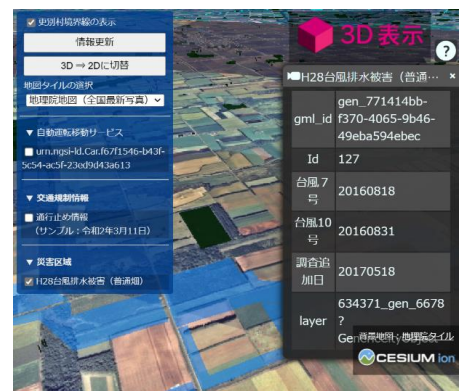 更別村境界線の表示
情報更新
3D ⇒ 2Dに切替
地図タイルの選択
地理院地図（全国最新写真）
▼ 自動運転移動サービス
urn.ngsi-ld.Car.f67f1546-b43f-
5c54-ac5f-23ed9d43a613
▼ 交通規制情報
通行止め情報
（サンプル：令和2年3月11日）
▼ 災害区域
H28台風排水被害（普通畑）
3D 表示
?
H28台風排水被害（普通… ×
gml_id
gen_771414bb-
f370-4065-9b46-
49eba594ebec
Id 127
台風7
号
20160818
台風10
号
20160831
調査追
加日
20170518
layer
634371_gen_6678
?
背景地図：地理院タイル
CESIUM ion